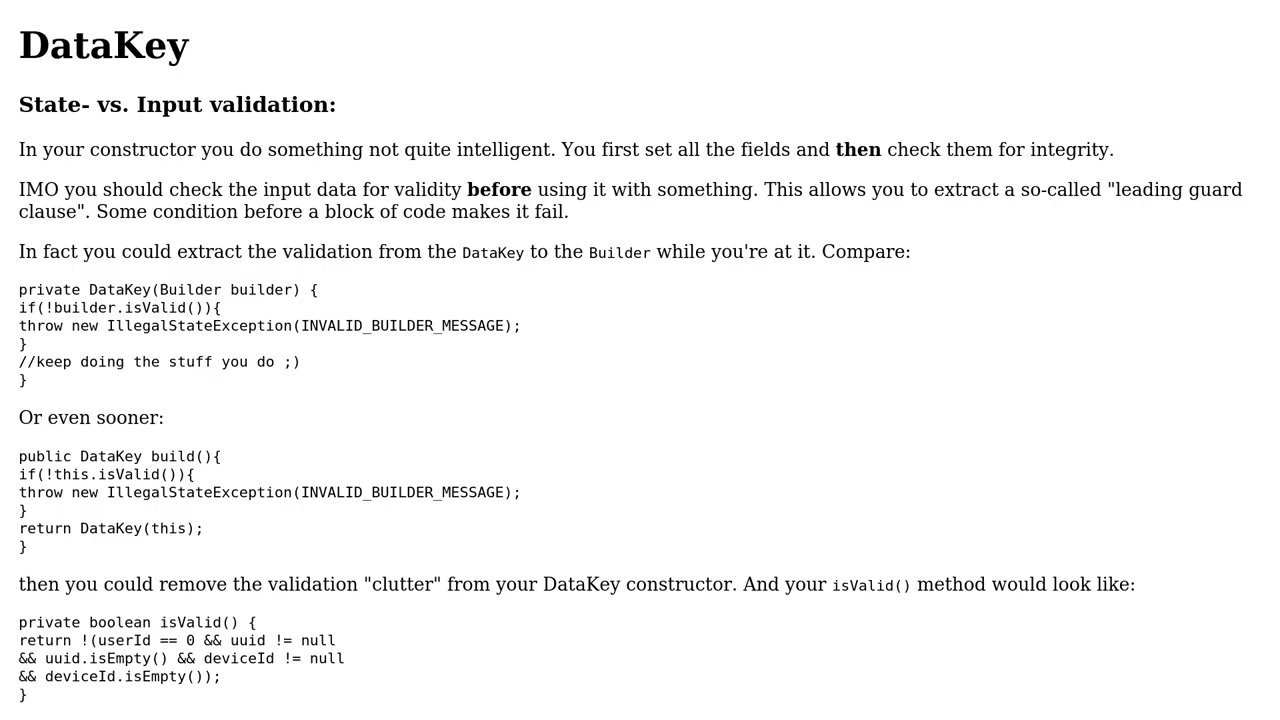 DataKey
State- vs. Input validation:
In your constructor you do something not quite intelligent. You first set all the fields and then check them for integrity.
IMO you should check the input data for validity before using it with something. This allows you to extract a so-called "leading guard
clause". Some condition before a block of code makes it fail.
In fact you could extract the validation from the DataKey to the Builder while you're at it. Compare:
private DataKey(Builder builder) {
if(!builder.isValid()){
throw new IllegalStateException(INVALID_BUILDER_MESSAGE);
}
//keep doing the stuff you do ;)
}
Or even sooner:
public DataKey build(){
if(!this.isValid()){
throw new IllegalStateException(INVALID_BUILDER_MESSAGE);
}
return DataKey(this);
}
then you could remove the validation "clutter" from your DataKey constructor. And your isValid() method would look like:
private boolean isValid() {
return !(userId == 0 && uuid != null
&& uuid.isEmpty() && deviceId != null
&& deviceId.isEmpty());
}